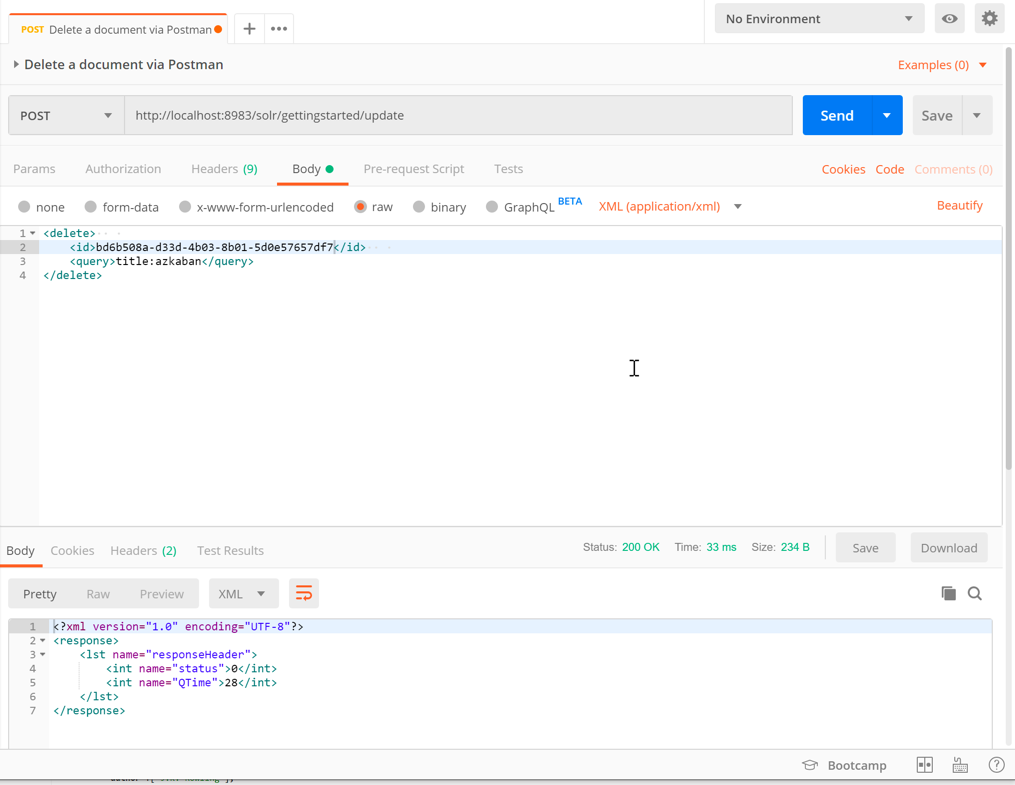 POST Delete a document via Postman
No Environment
Delete a document via Postman
Examples (0)
POST http://localhost:8983/solr/gettingstarted/update Send Save
Params Authorization Headers (9) Body Pre-request Script Tests Cookies Code Comments (0)
none form-data x-www-form-urlencoded raw binary GraphQL BETA XML (application/xml) Beautify
1 <delete>
2 <id>bd6b508a-d33d-4b03-8b01-5d0e57657df7</id>
3 <query>title:azkaban</query>
4 </delete>
Body Cookies Headers (2) Test Results Status: 200 OK Time: 33 ms Size: 234 B Save Download
Pretty Raw Preview XML
1 <?xml version="1.0" encoding="UTF-8"?>
2 <response>
3 <lst name="responseHeader">
4 <int name="status">0</int>
5 <int name="QTime">28</int>
6 </lst>
7 </response>
Bootcamp